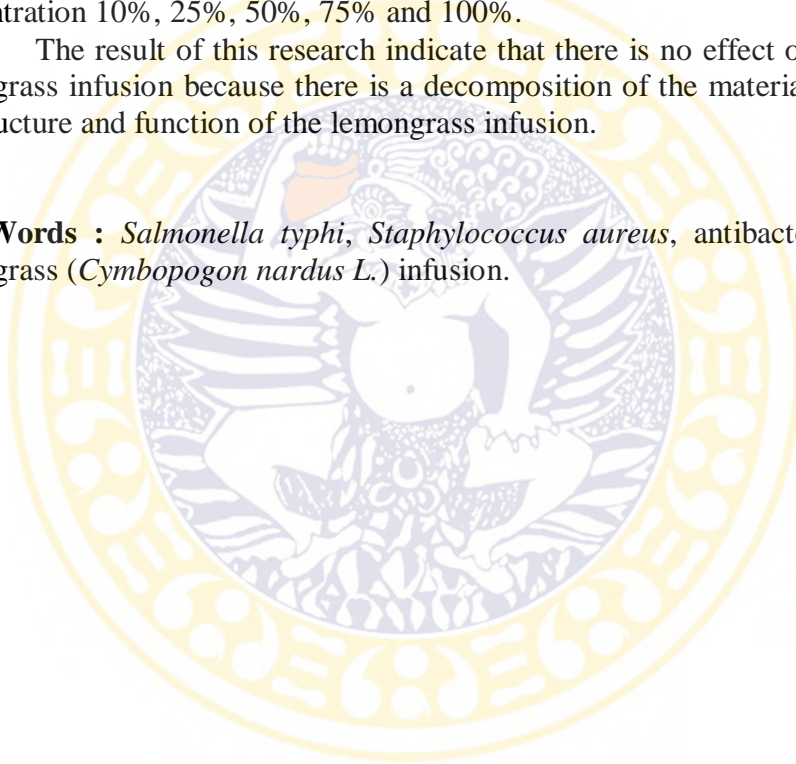 ntration 10%, 25%, 50%, 75% and 100%.
The result of this research indicate that there is no effect o
grass infusion because there is a decomposition of the materia
ucture and function of the lemongrass infusion.
Words : Salmonella typhi, Staphylococcus aureus, antibacte
grass (Cymbopogon nardus L.) infusion.